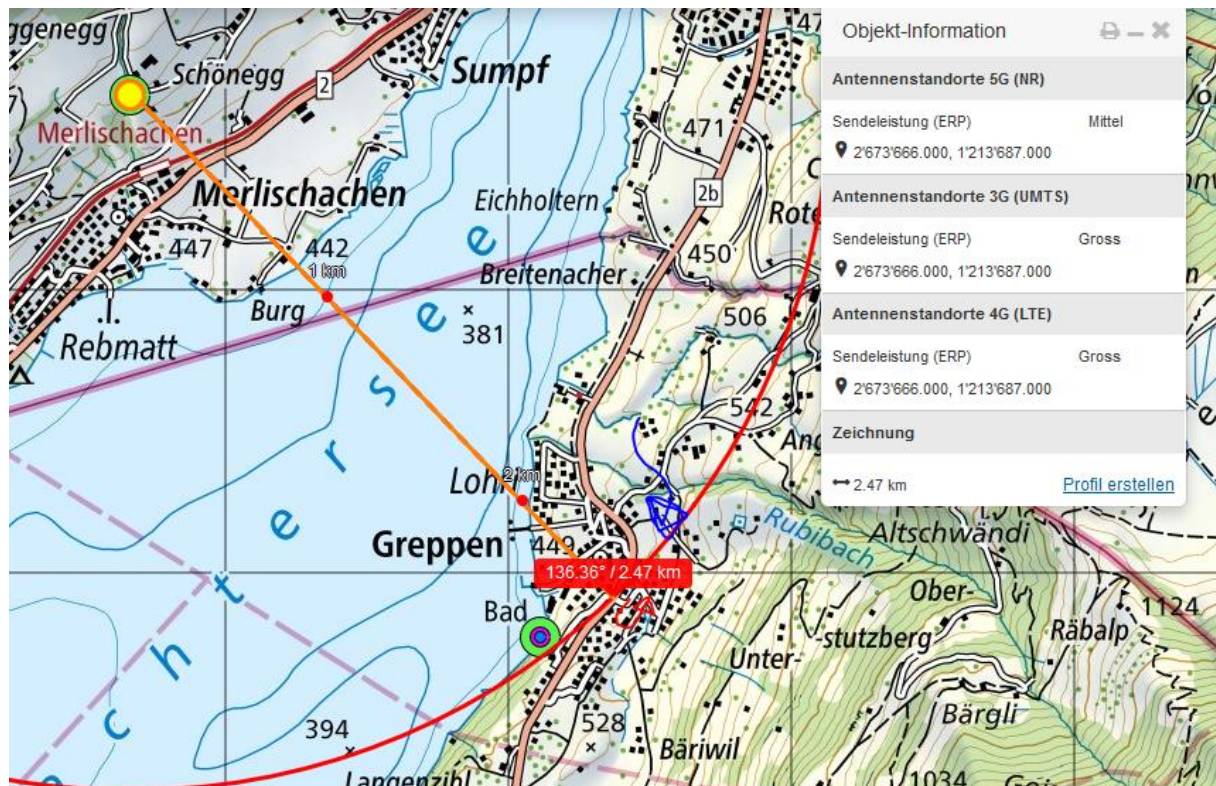 ggenegg
Schönegg
2
Sumpf
47
Objekt-Information
Antennenstandorte 5G (NR)
Sendeleistung (ERP) Mittel
2'673'666.000, 1'213'687.000
Antennenstandorte 3G (UMTS)
Sendeleistung (ERP) Gross
2'673'666.000, 1'213'687.000
Antennenstandorte 4G (LTE)
Sendeleistung (ERP) Gross
2'673'666.000, 1'213'687.000
Zeichnung
2.47 km Profil erstellen
Merlischachen
471
Merlischachen
2b
Eichholtern
Rote
447
442
1 km
450
Breitenacher
Burg
381
506
Rebmatt
542
Ang
Lohr
2 km
Rubibach
Altschwändi
Greppen
449
136.36° / 2.47 km
Ober-
1124
Bad
-stutzberg
Räbalp
Unter-
394
528
Bärgli
Bäriwil
Langenzihl
1034
c h t e r s e e